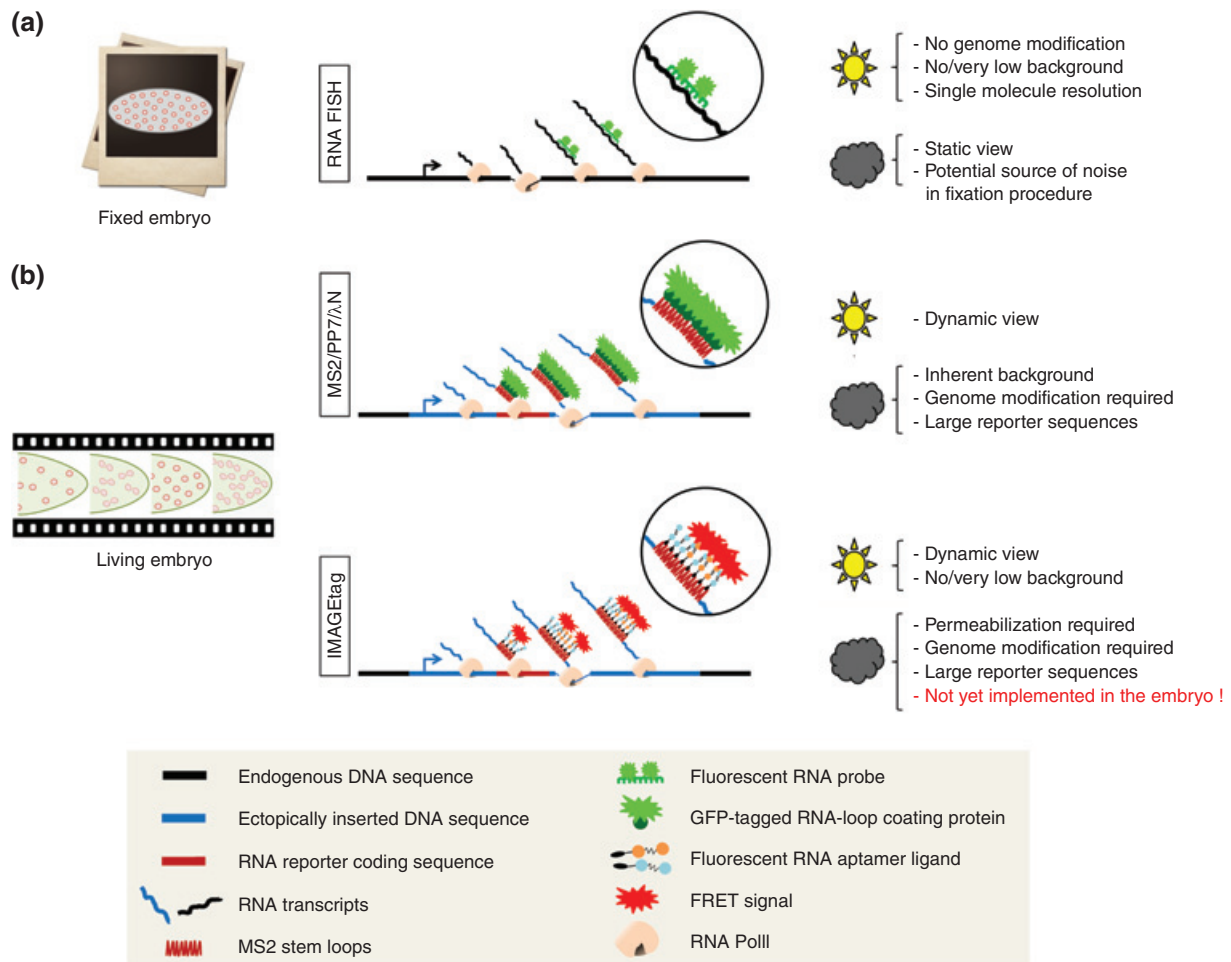 (a)
Fixed embryo
RNA FISH
- No genome modification
- No/very low background
- Single molecule resolution
- Static view
- Potential source of noise
in fixation procedure
(b)
Living embryo
MS2/PP7/λN
- Dynamic view
- Inherent background
- Genome modification required
- Large reporter sequences
IMAGEtag
- Dynamic view
- No/very low background
- Permeabilization required
- Genome modification required
- Large reporter sequences
- Not yet implemented in the embryo !
Endogenous DNA sequence
Ectopically inserted DNA sequence
RNA reporter coding sequence
RNA transcripts
MS2 stem loops
Fluorescent RNA probe
GFP-tagged RNA-loop coating protein
Fluorescent RNA aptamer ligand
FRET signal
RNA PolII